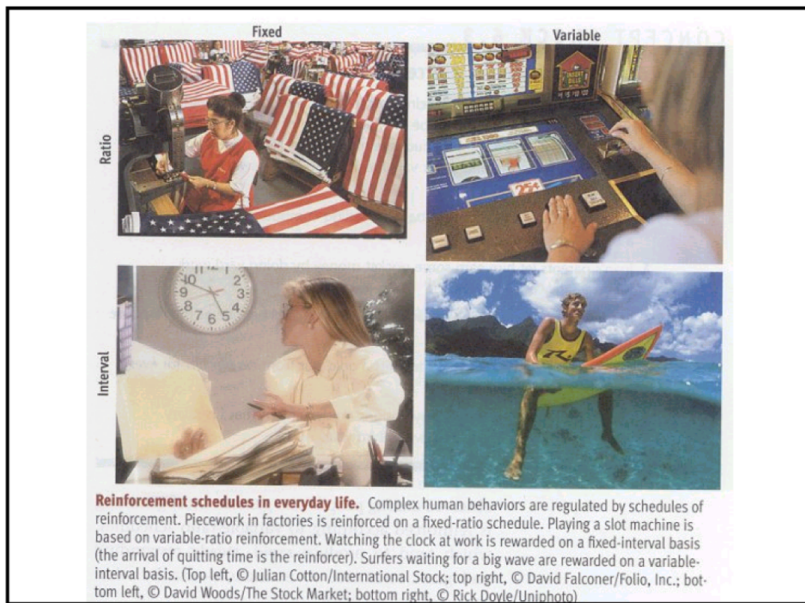 Fixed
Variable
Ratio
25¢
Interval
Reinforcement schedules in everyday life. Complex human behaviors are regulated by schedules of
reinforcement. Piecework in factories is reinforced on a fixed-ratio schedule. Playing a slot machine is
based on variable-ratio reinforcement. Watching the clock at work is rewarded on a fixed-interval basis
(the arrival of quitting time is the reinforcer). Surfers waiting for a big wave are rewarded on a variable-
interval basis. (Top left, © Julian Cotton/International Stock; top right, © David Falconer/Folio, Inc.; bot-
tom left, © David Woods/The Stock Market; bottom right, © Rick Doyle/Uniphoto)